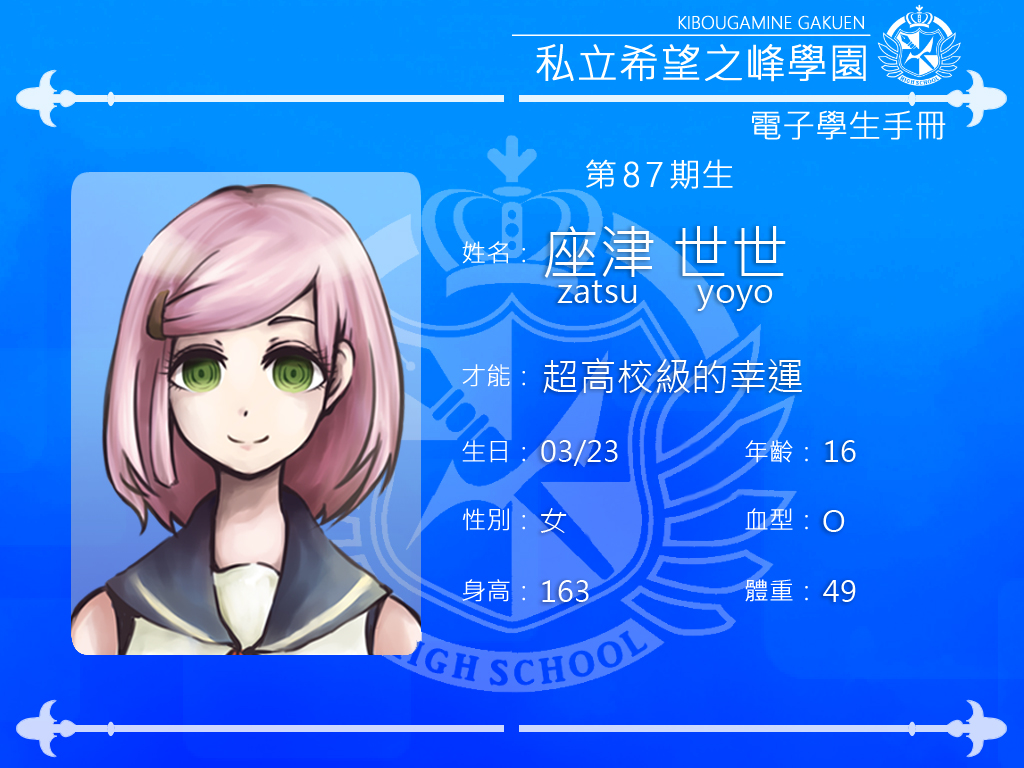 KIBOUGAMINE GAKUEN
私立希望之峰學園
HIGH SCHOOL
電子學生手冊
第87期生
姓名：座津 世世
zatsu yoyo
才能：超高校級的幸運
生日：03/23 年齡：16
性別：女 血型：O
身高：163 體重：49
HIGH SCHOOL